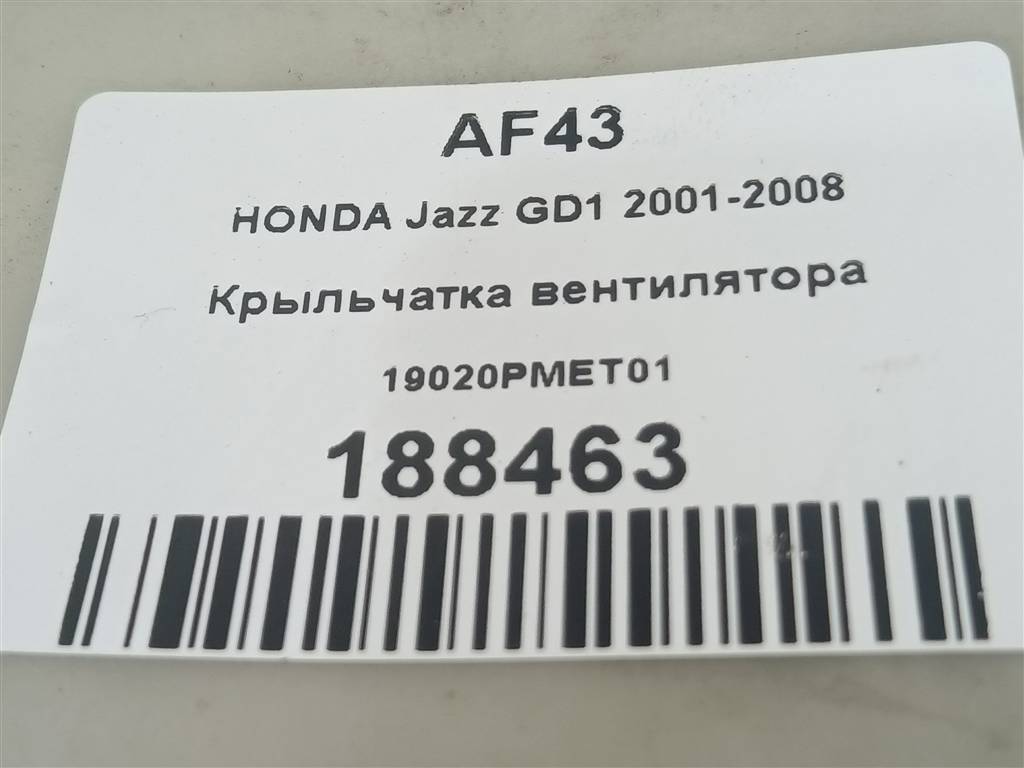 AF43
HONDA Jazz GD1 2001-2008
Крыльчатка вентилятора
19020PMET01
188463